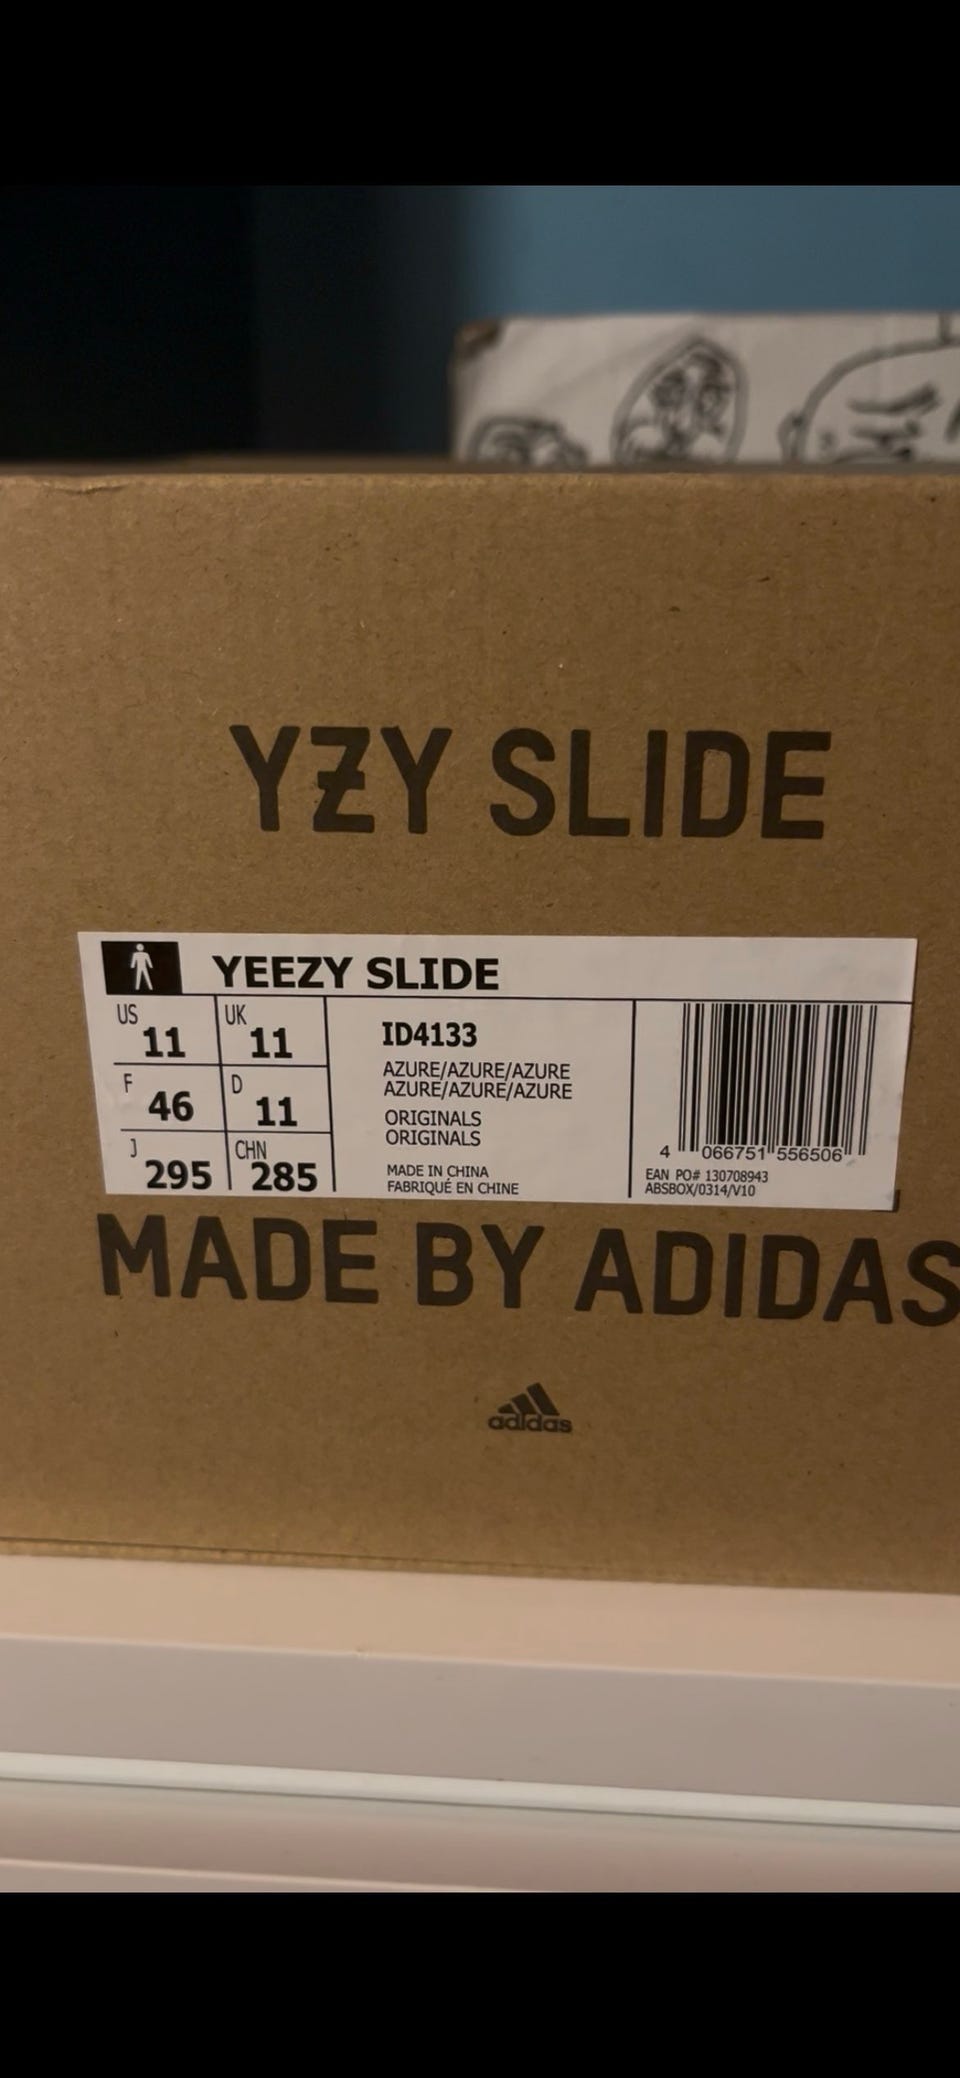 YZY SLIDE
YEEZY SLIDE
US 11 UK 11
F 46 D 11
J 295 CHN 285
ID4133
AZURE/AZURE/AZURE
AZURE/AZURE/AZURE
ORIGINALS
ORIGINALS
MADE IN CHINA
FABRIQUÉ EN CHINE
4 066751 556506
EAN PO# 130708943
ABSBOX/0314/V10
MADE BY ADIDAS
adidas